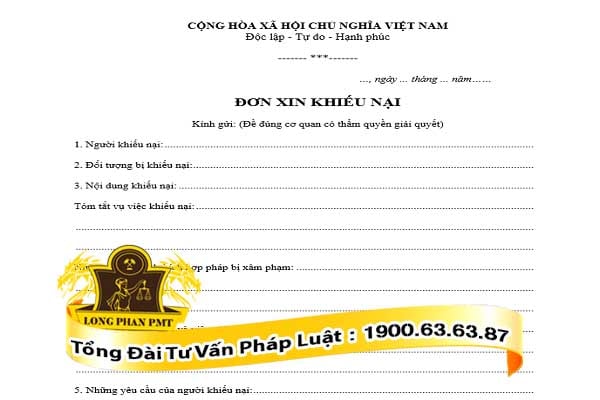 CỘNG HÒA XÃ HỘI CHỦ NGHĨA VIỆT NAM
Độc lập - Tự do - Hạnh phúc
------- ***-------
…, ngày ... tháng ... năm……
ĐƠN XIN KHIẾU NẠI
Kính gửi: (Đề đúng cơ quan có thẩm quyền giải quyết)
1. Người khiếu nại:
2. Đối tượng bị khiếu nại:
3. Nội dung khiếu nại:
Tóm tắt vụ việc khiếu nại:
hợp pháp bị xâm phạm:
LONG PHAN PMT
Tổng Đài Tư Vấn Pháp Luật : 1900.63.63.87
5. Những yêu cầu của người khiếu nại: